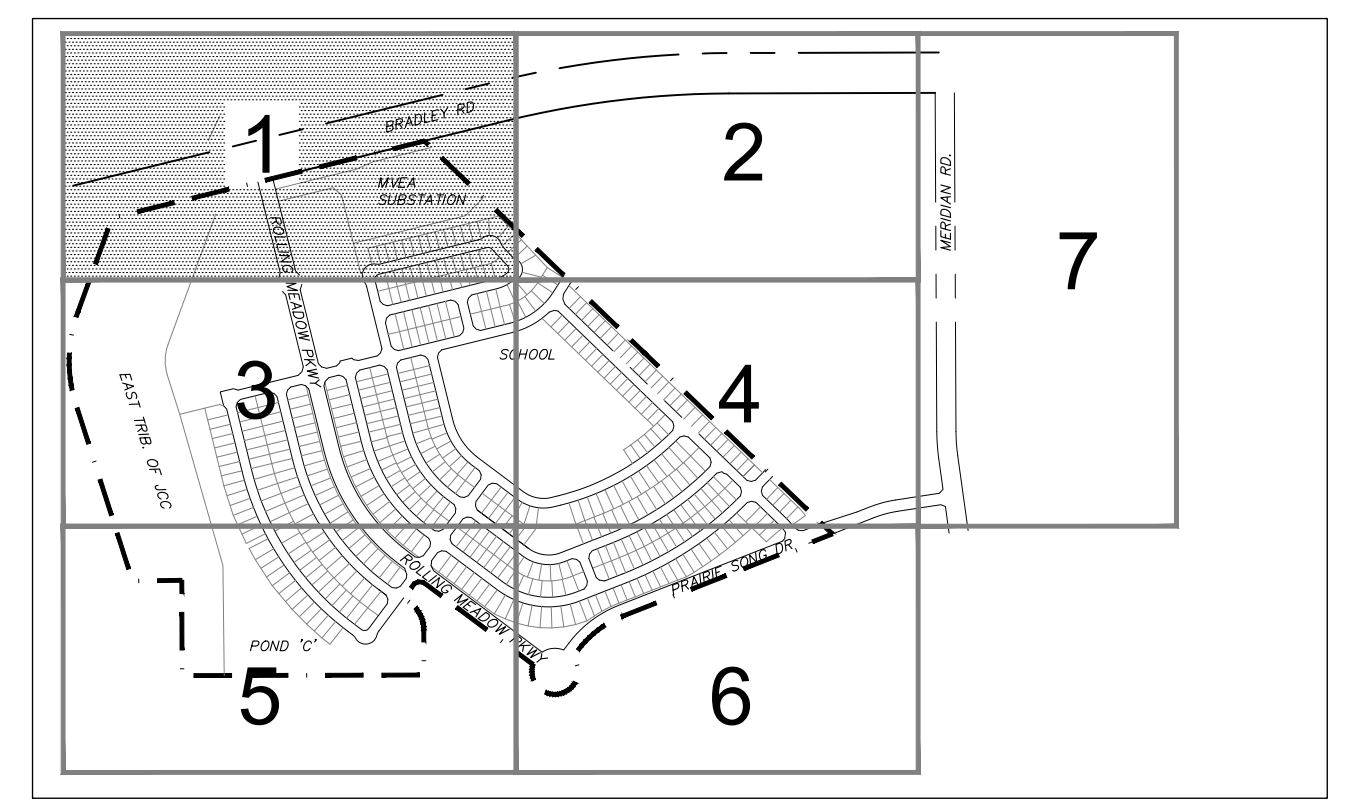 1
BRADLEY RD
2
MVEA
SUBSTATION
MERIDIAN RD.
7
ROLLING MEADOW PKWY
SCHOOL
3
4
EAST TRIB. OF JCC
ROLLING MEADOW PKWY
PRAIRIE SONG DR.
POND 'C'
5
6